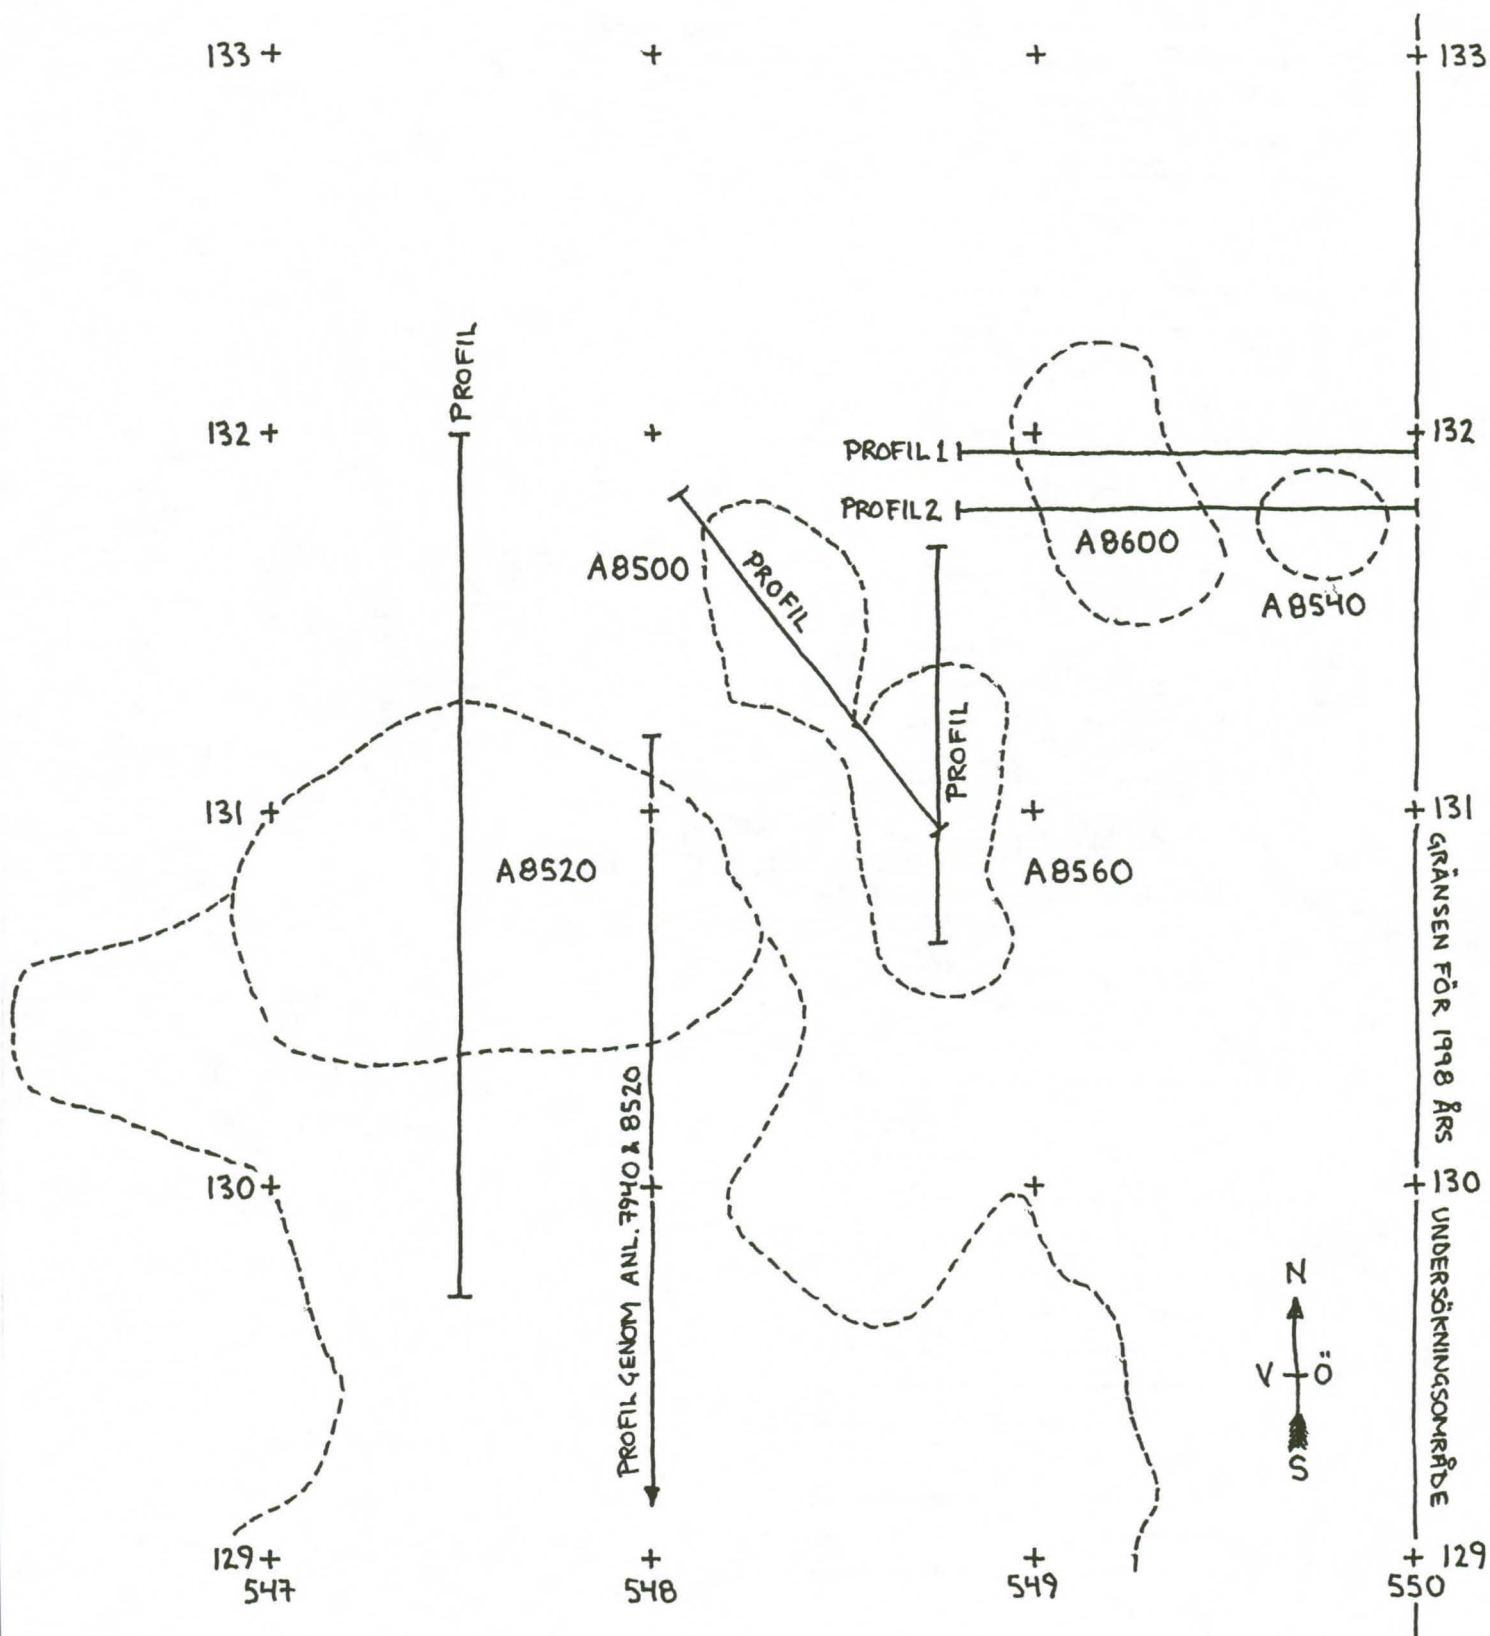 133
133
PROFIL
132
132
PROFIL 1
PROFIL 2
A8500
PROFIL
A8600
A8540
PROFIL
131
131
A8520
A8560
GRÄNSEN FÖR 1998 ÅRS UNDERSÖKNINGSOMRÅDE
PROFIL GENOM ANL. 7940 & 8520
130
130
N
V Ö
S
129
129
547
548
549
550